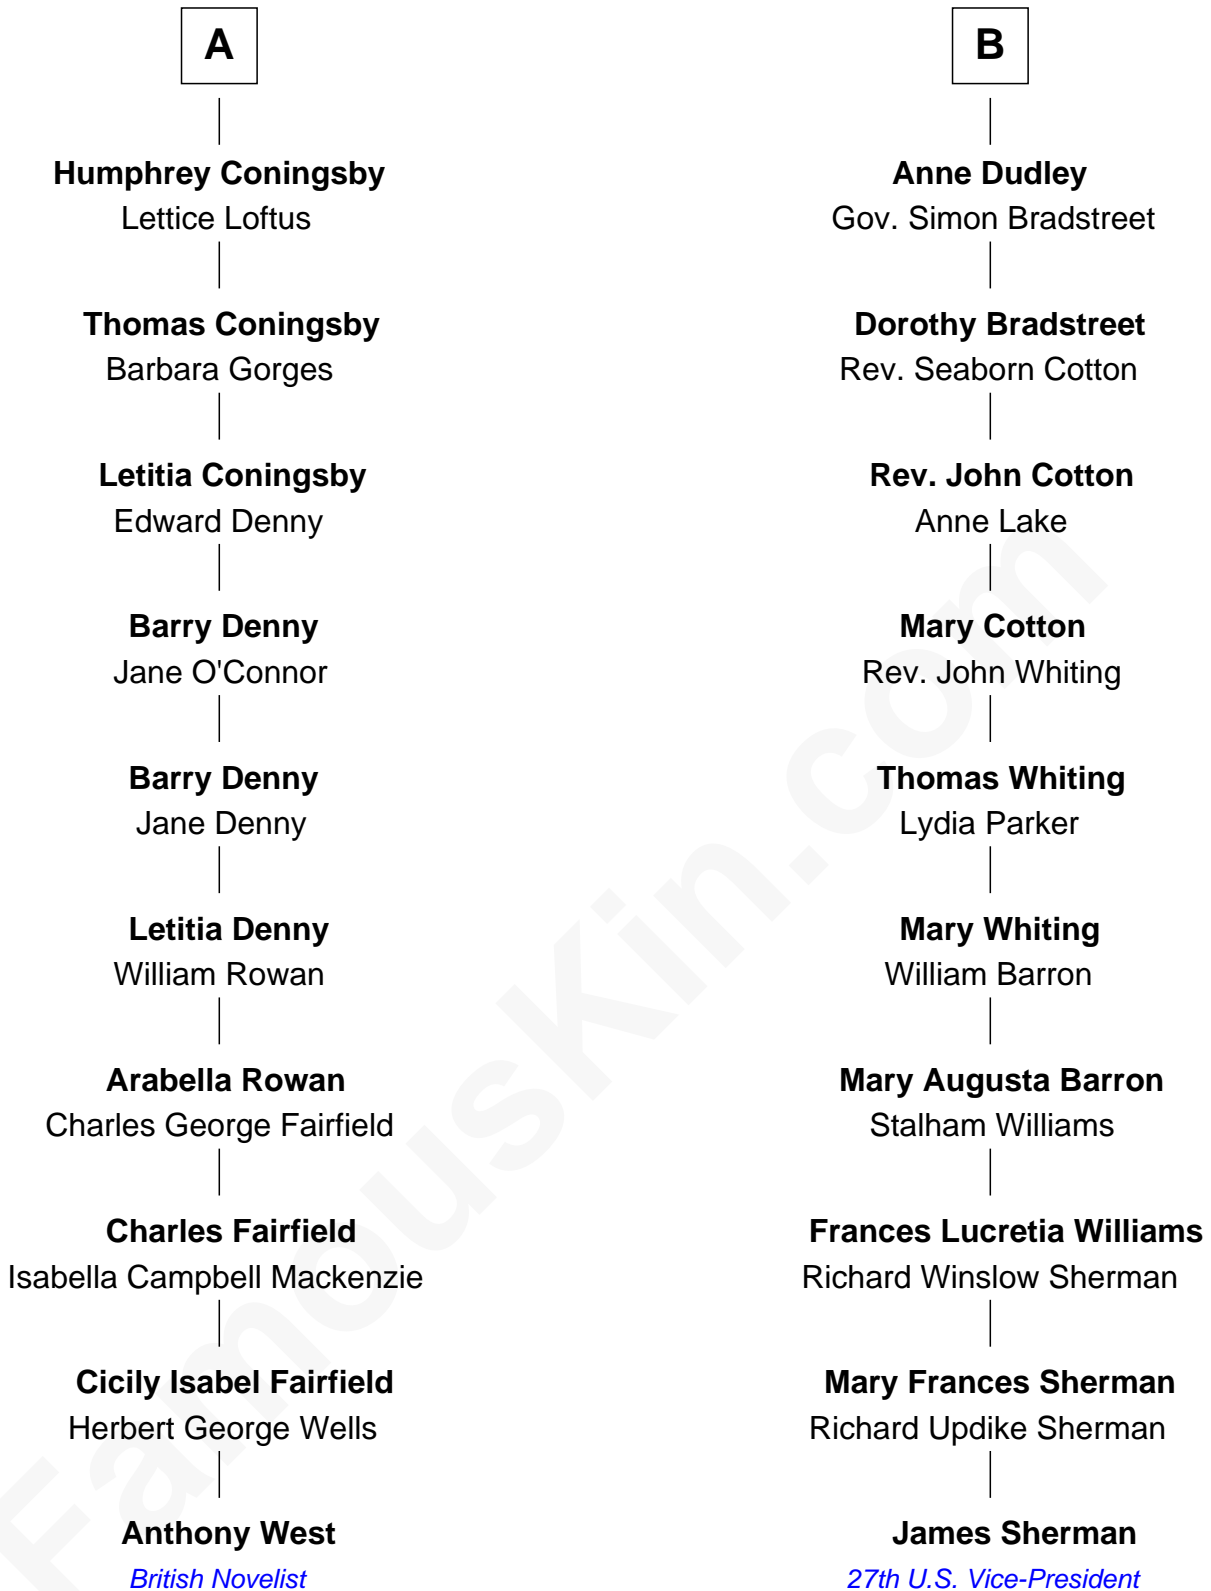 A
Humphrey Coningsby
Lettice Loftus
Thomas Coningsby
Barbara Gorges
Letitia Coningsby
Edward Denny
Barry Denny
Jane O'Connor
Barry Denny
Jane Denny
Letitia Denny
William Rowan
Arabella Rowan
Charles George Fairfield
Charles Fairfield
Isabella Campbell Mackenzie
Cicily Isabel Fairfield
Herbert George Wells
Anthony West
British Novelist
B
Anne Dudley
Gov. Simon Bradstreet
Dorothy Bradstreet
Rev. Seaborn Cotton
Rev. John Cotton
Anne Lake
Mary Cotton
Rev. John Whiting
Thomas Whiting
Lydia Parker
Mary Whiting
William Barron
Mary Augusta Barron
Stalham Williams
Frances Lucretia Williams
Richard Winslow Sherman
Mary Frances Sherman
Richard Updike Sherman
James Sherman
27th U.S. Vice-President
FamousKin.com